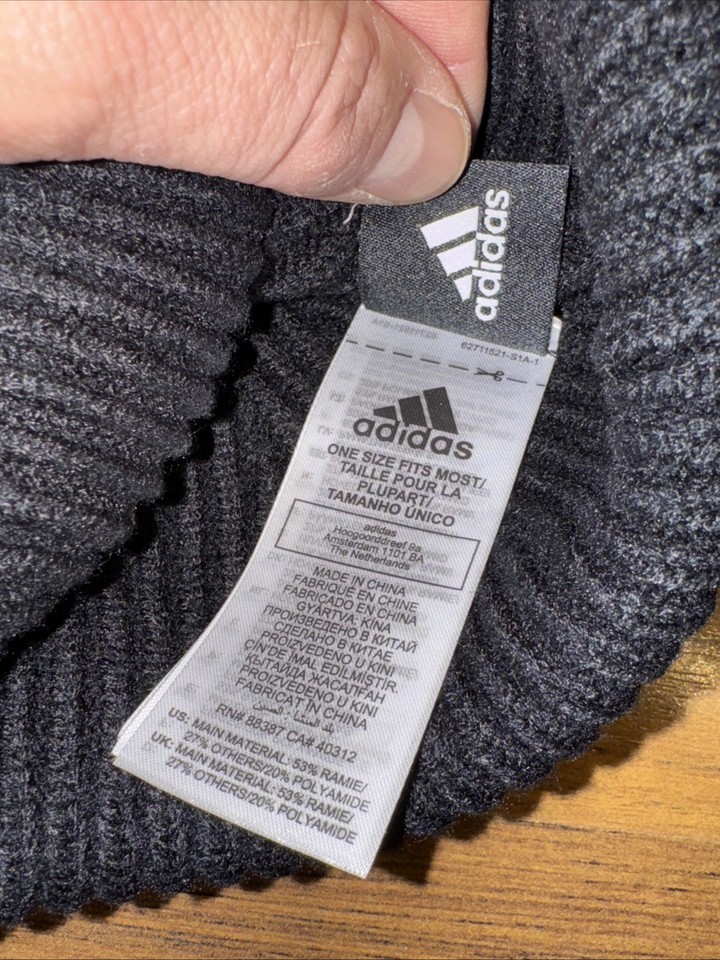 adidas
62711521-S1A-1
adidas
ONE SIZE FITS MOST/
TAILLE POUR LA
PLUPART/
TAMANHO ÚNICO
adidas
Hoogoorddreef 9a
Amsterdam 1101 BA
The Netherlands
MADE IN CHINA
FABRIQUÉ EN CHINE
FABRICADO EN CHINA
GYÁRTVA: KÍNA
ПРОИЗВЕДЕНО В КИТАЙ
СДЕЛАНО В КИТАЕ
PROIZVEDENO U KINI
ÇİN'DE İMAL EDİLMİŞTİR.
ҚЫТАЙДА ЖАСАЛҒАН
PROIZVEDENO U KINI
FABRICAT ÎN CHINA
RN# 88387 CA# 40312
US: MAIN MATERIAL: 53% RAMIE/
27% OTHERS/20% POLYAMIDE
UK: MAIN MATERIAL: 53% RAMIE/
27% OTHERS/20% POLYAMIDE